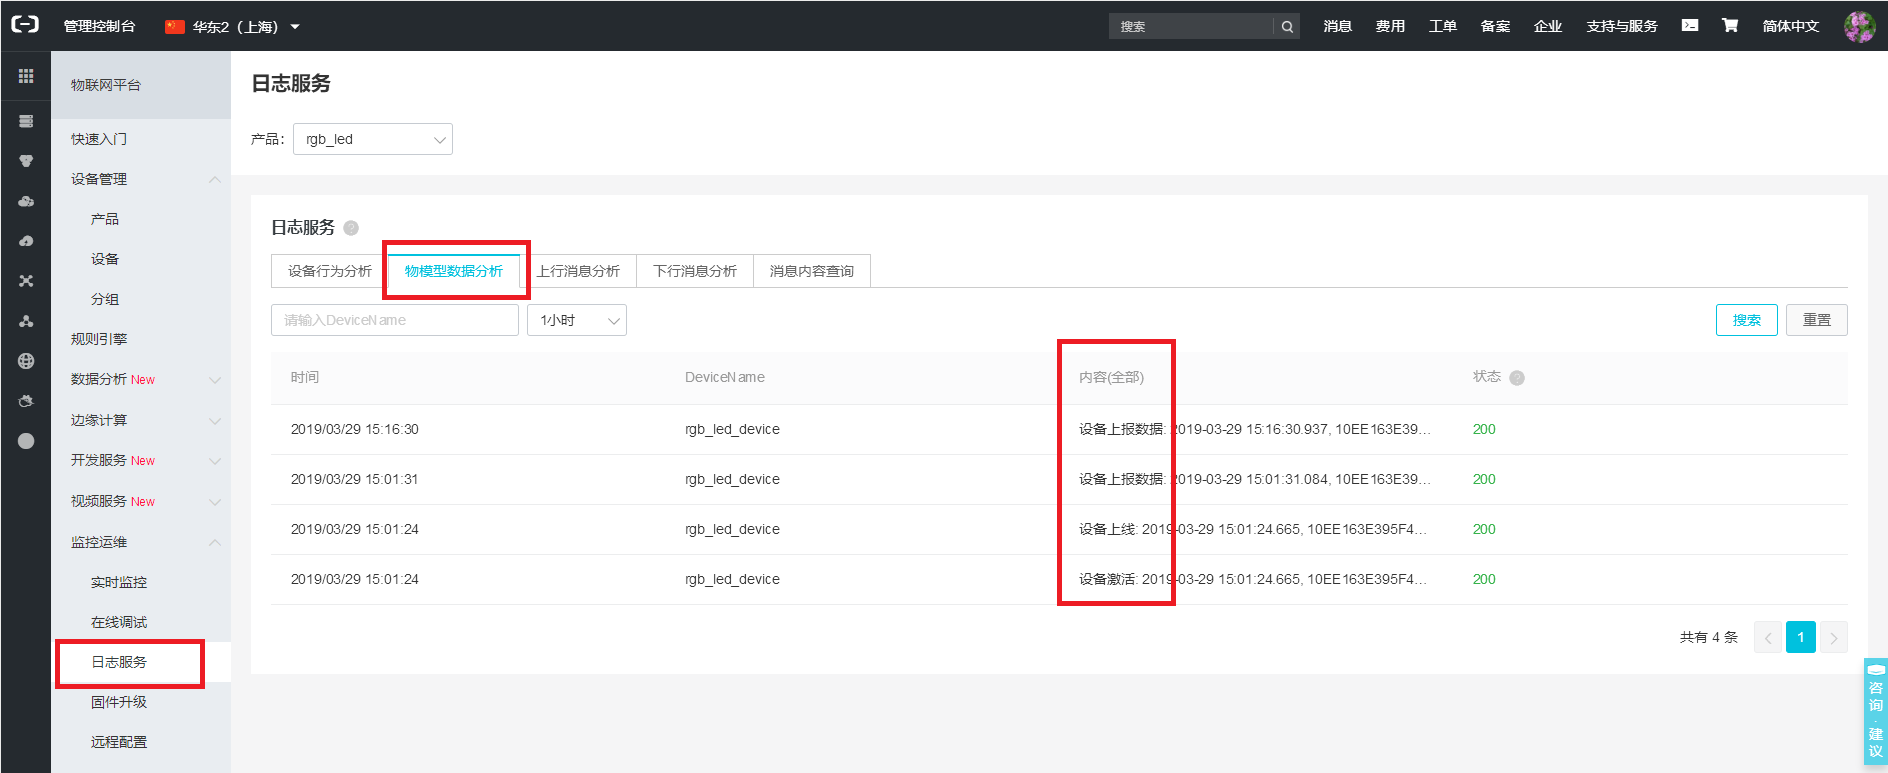 管理控制台
华东2（上海）
搜索
消息
费用
工单
备案
企业
支持与服务
简体中文
物联网平台
快速入门
设备管理
产品
设备
分组
规则引擎
数据分析 New
边缘计算
开发服务 New
视频服务 New
监控运维
实时监控
在线调试
日志服务
固件升级
远程配置
日志服务
产品：
rgb_led
日志服务
?
设备行为分析
物模型数据分析
上行消息分析
下行消息分析
消息内容查询
请输入DeviceName
1小时
搜索
重置
时间 DeviceName 内容(全部) 状态 ?
2019/03/29 15:16:30 rgb_led_device 设备上报数据: 2019-03-29 15:16:30.937, 10EE163E39... 200
2019/03/29 15:01:31 rgb_led_device 设备上报数据: 2019-03-29 15:01:31.084, 10EE163E39... 200
2019/03/29 15:01:24 rgb_led_device 设备上线: 2019-03-29 15:01:24.665, 10EE163E395F4... 200
2019/03/29 15:01:24 rgb_led_device 设备激活: 2019-03-29 15:01:24.665, 10EE163E395F4... 200
共有 4 条
1
咨询·建议